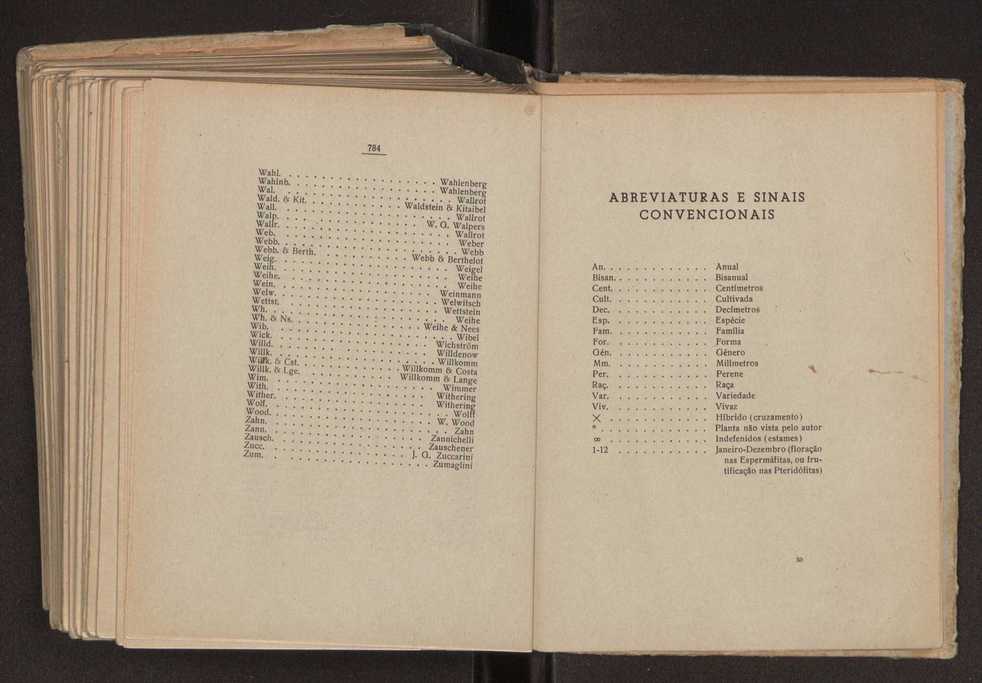 784
Wahl. . . . . . . . . . . . . . . . . . Wahlenberg
Wahlnb. . . . . . . . . . . . . . . . . Wahlenberg
Wal. . . . . . . . . . . . . . . . . . Wallrot
Wald. & Kit. . . . . . . . . . . Waldstein & Kitaibel
Wall. . . . . . . . . . . . . . . . . . Wallrot
Walp. . . . . . . . . . . . . . . . W. G. Walpers
Wallr. . . . . . . . . . . . . . . . . . Wallrot
Web. . . . . . . . . . . . . . . . . . Weber
Webb. . . . . . . . . . . . . . . . . . Webb
Webb. & Berth. . . . . . . . . . . Webb & Berthelot
Weig. . . . . . . . . . . . . . . . . . Weigel
Weih. . . . . . . . . . . . . . . . . . Weihe
Weihe. . . . . . . . . . . . . . . . . . Weihe
Wein. . . . . . . . . . . . . . . . . . Weinmann
Welw. . . . . . . . . . . . . . . . . . Welwitsch
Wettst. . . . . . . . . . . . . . . . . . Wettstein
Wh. . . . . . . . . . . . . . . . . . Weihe
Wh. & Ns. . . . . . . . . . . . . . . Weihe & Nees
Wib. . . . . . . . . . . . . . . . . . Wibel
Wick. . . . . . . . . . . . . . . . . . Wichström
Willd. . . . . . . . . . . . . . . . . . Willdenow
Willk. . . . . . . . . . . . . . . . . . Willkomm
Willk. & Cst. . . . . . . . . . . . Willkomm & Costa
Willk. & Lge. . . . . . . . . . . . Willkomm & Lange
Wim. . . . . . . . . . . . . . . . . . Wimmer
With. . . . . . . . . . . . . . . . . . Withering
Wither. . . . . . . . . . . . . . . . . . Withering
Wolf. . . . . . . . . . . . . . . . . . Wolff
Wood. . . . . . . . . . . . . . . . . . W. Wood
Zahn. . . . . . . . . . . . . . . . . . Zahn
Zann. . . . . . . . . . . . . . . . . . Zannichelli
Zausch. . . . . . . . . . . . . . . . . . Zauschener
Zucc. . . . . . . . . . . . . . . . J. G. Zuccarini
Zum. . . . . . . . . . . . . . . . . . Zumaglini
ABREVIATURAS E SINAIS
CONVENCIONAIS
An. . . . . . . . . . . . . Anual
Bisan. . . . . . . . . . . . Bisanual
Cent. . . . . . . . . . . . Centímetros
Cult. . . . . . . . . . . . Cultivada
Dec. . . . . . . . . . . . Decímetros
Esp. . . . . . . . . . . . Espécie
Fam. . . . . . . . . . . . Família
For. . . . . . . . . . . . Forma
Gén. . . . . . . . . . . . Género
Mm. . . . . . . . . . . . Milímetros
Per. . . . . . . . . . . . Perene
Raç. . . . . . . . . . . . Raça
Var. . . . . . . . . . . . Variedade
Viv. . . . . . . . . . . . Vivaz
× . . . . . . . . . . . Híbrido (cruzamento)
* . . . . . . . . . . . Planta não vista pelo autor
∞ . . . . . . . . . . . Indefenidos (estames)
1-12 . . . . . . . . . . Janeiro-Dezembro (floração
nas Espermáfitas, ou fru-
tificação nas Pteridófitas)
50